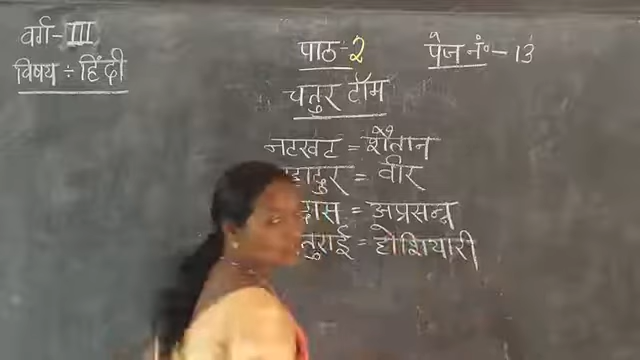 वर्ग-III
विषय ÷ हिंदी
पाठ-2 पेज नं०-13
चतुर टॉम
नटखट = शैतान
= वीर
= अप्रसन्न
= होशियारी